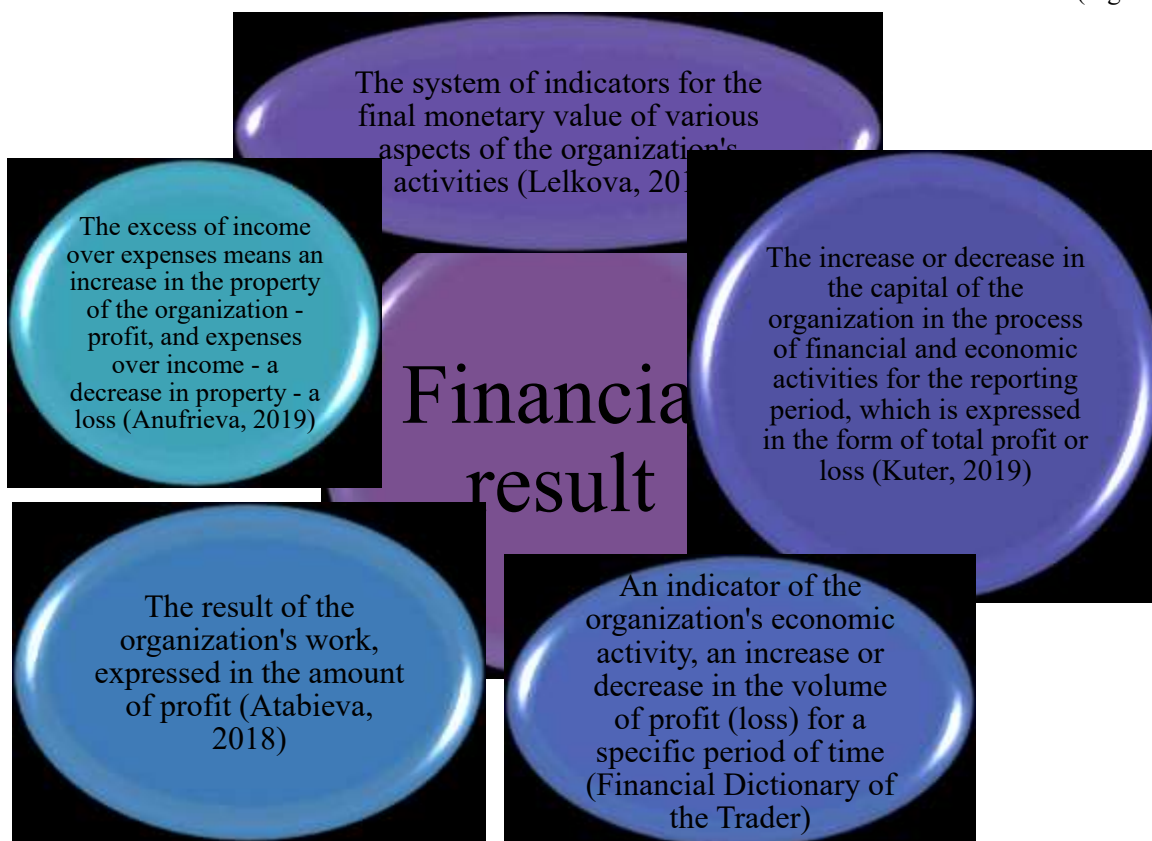 The system of indicators for the
final monetary value of various
aspects of the organization's
activities (Lelkova,
The excess of income
over expenses means an
increase in the property
of the organization -
profit, and expenses
over income - a
decrease in property - a
loss (Anufrieva, 2019)
The increase or decrease in
the capital of the
organization in the process
of financial and economic
activities for the reporting
period, which is expressed
in the form of total profit or
loss (Kuter, 2019)
Financia
result
The result of the
organization's work,
expressed in the amount
of profit (Atabieva,
2018)
An indicator of the
organization's economic
activity, an increase or
decrease in the volume
of profit (loss) for a
specific period of time
(Financial Dictionary of
the Trader)